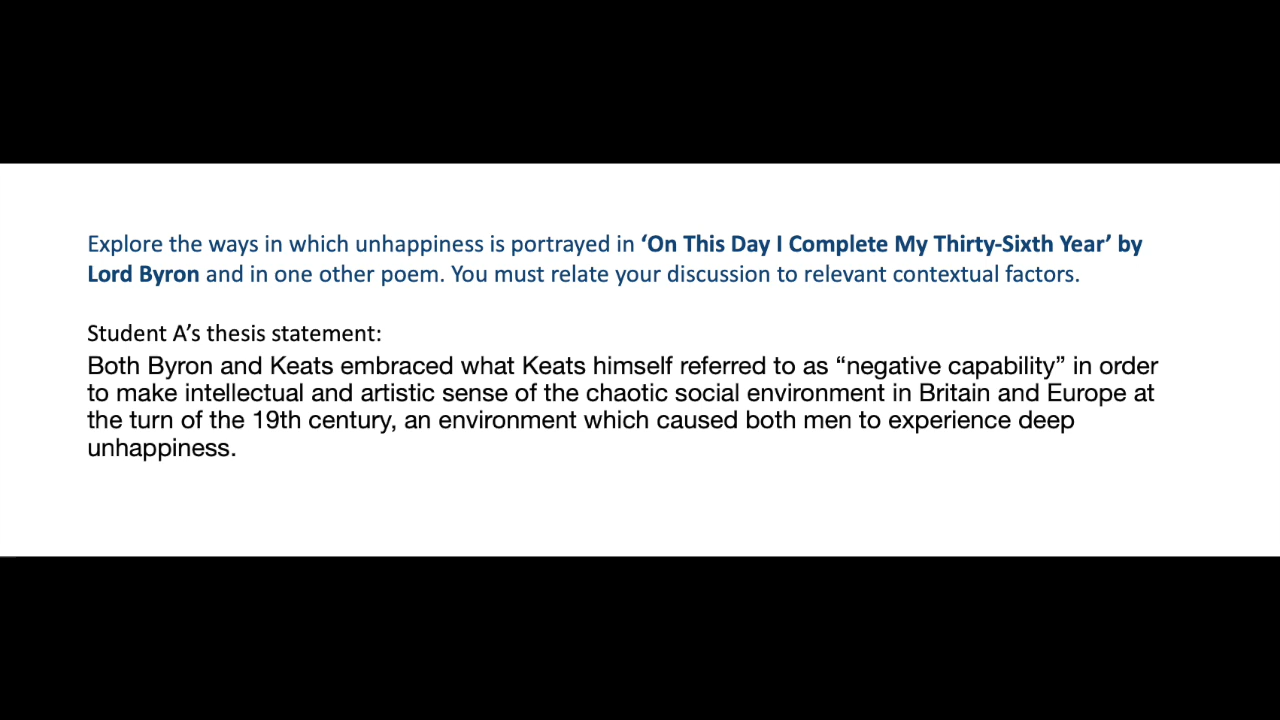 Explore the ways in which unhappiness is portrayed in ‘On This Day I Complete My Thirty-Sixth Year’ by
Lord Byron and in one other poem. You must relate your discussion to relevant contextual factors.
Student A’s thesis statement:
Both Byron and Keats embraced what Keats himself referred to as “negative capability” in order
to make intellectual and artistic sense of the chaotic social environment in Britain and Europe at
the turn of the 19th century, an environment which caused both men to experience deep
unhappiness.